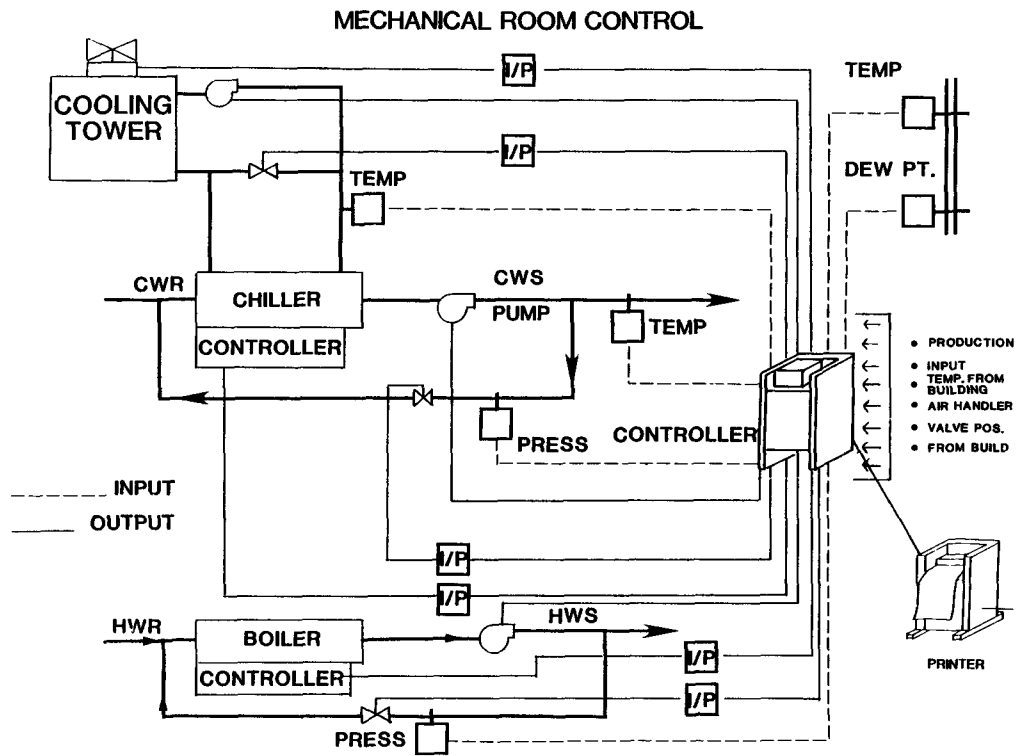 MECHANICAL ROOM CONTROL
I/P
TEMP
COOLING
TOWER
I/P
DEW PT.
TEMP
CWR
CHILLER
CWS
PUMP
TEMP
CONTROLLER
PRODUCTION
INPUT
TEMP. FROM
BUILDING
AIR HANDLER
VALVE POS.
FROM BUILD
PRESS
CONTROLLER
INPUT
OUTPUT
I/P
I/P
HWR
BOILER
HWS
CONTROLLER
I/P
I/P
PRESS
PRINTER